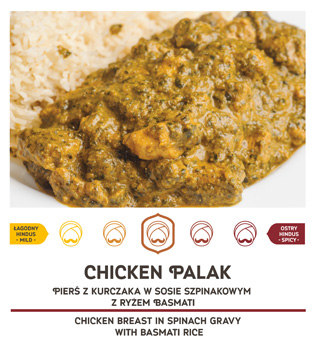 ŁAGODNY
HINDUS
- MILD -
OSTRY
HINDUS
- SPICY -
CHICKEN PALAK
PIERŚ Z KURCZAKA W SOSIE SZPINAKOWYM
Z RYŻEM BASMATI
CHICKEN BREAST IN SPINACH GRAVY
WITH BASMATI RICE